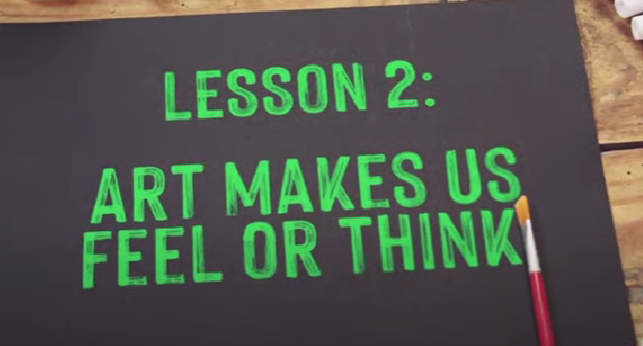 LESSON 2:
ART MAKES US
FEEL OR THINK